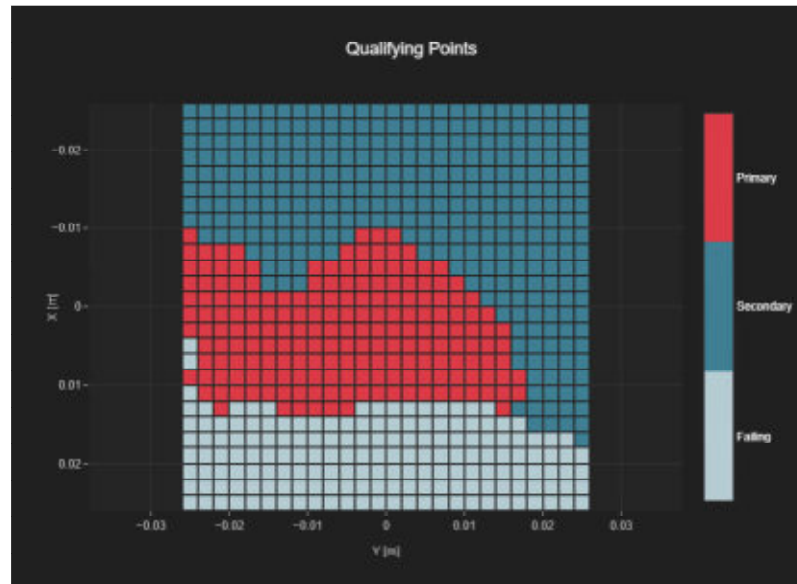 Qualifying Points
Primary
Secondary
Failing
X [m]
−0.02
−0.01
0
0.01
0.02
−0.03
−0.02
−0.01
0
0.01
0.02
0.03
Y [m]